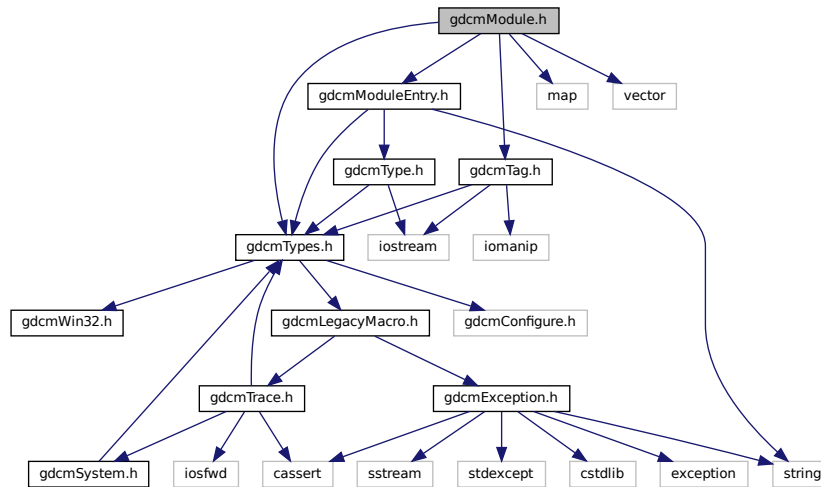 gdcmModule.h
gdcmModuleEntry.h
map
vector
gdcmType.h
gdcmTag.h
gdcmTypes.h
iostream
iomanip
gdcmWin32.h
gdcmLegacyMacro.h
gdcmConfigure.h
gdcmTrace.h
gdcmException.h
gdcmSystem.h
iosfwd
cassert
sstream
stdexcept
cstdlib
exception
string